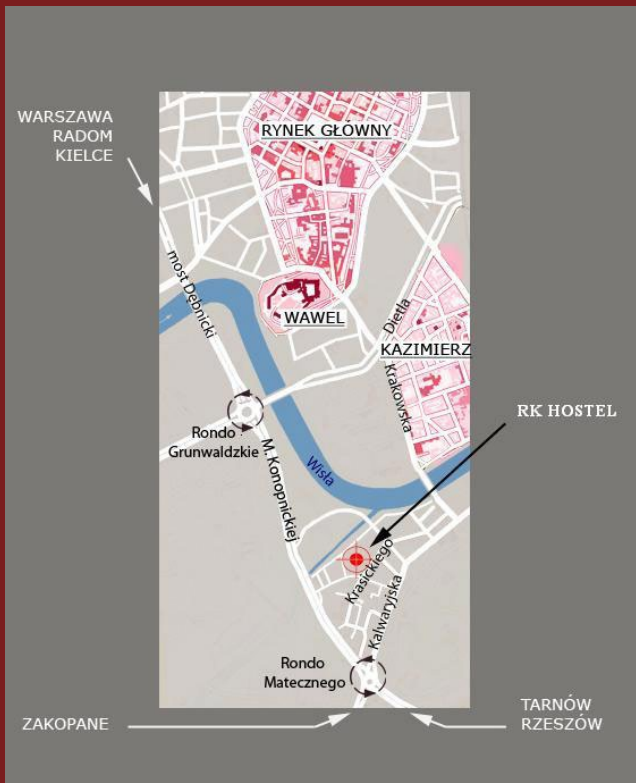 WARSZAWA
RADOM
KIELCE
RYNEK GŁÓWNY
most Dębnicki
WAWEL
Dietla
KAZIMIERZ
Krakowska
RK HOSTEL
Rondo
Grunwaldzkie
M. Konopnickiej
Wisła
Krasickiego
Kalwaryjska
Rondo
Matecznego
ZAKOPANE
TARNÓW
RZESZÓW